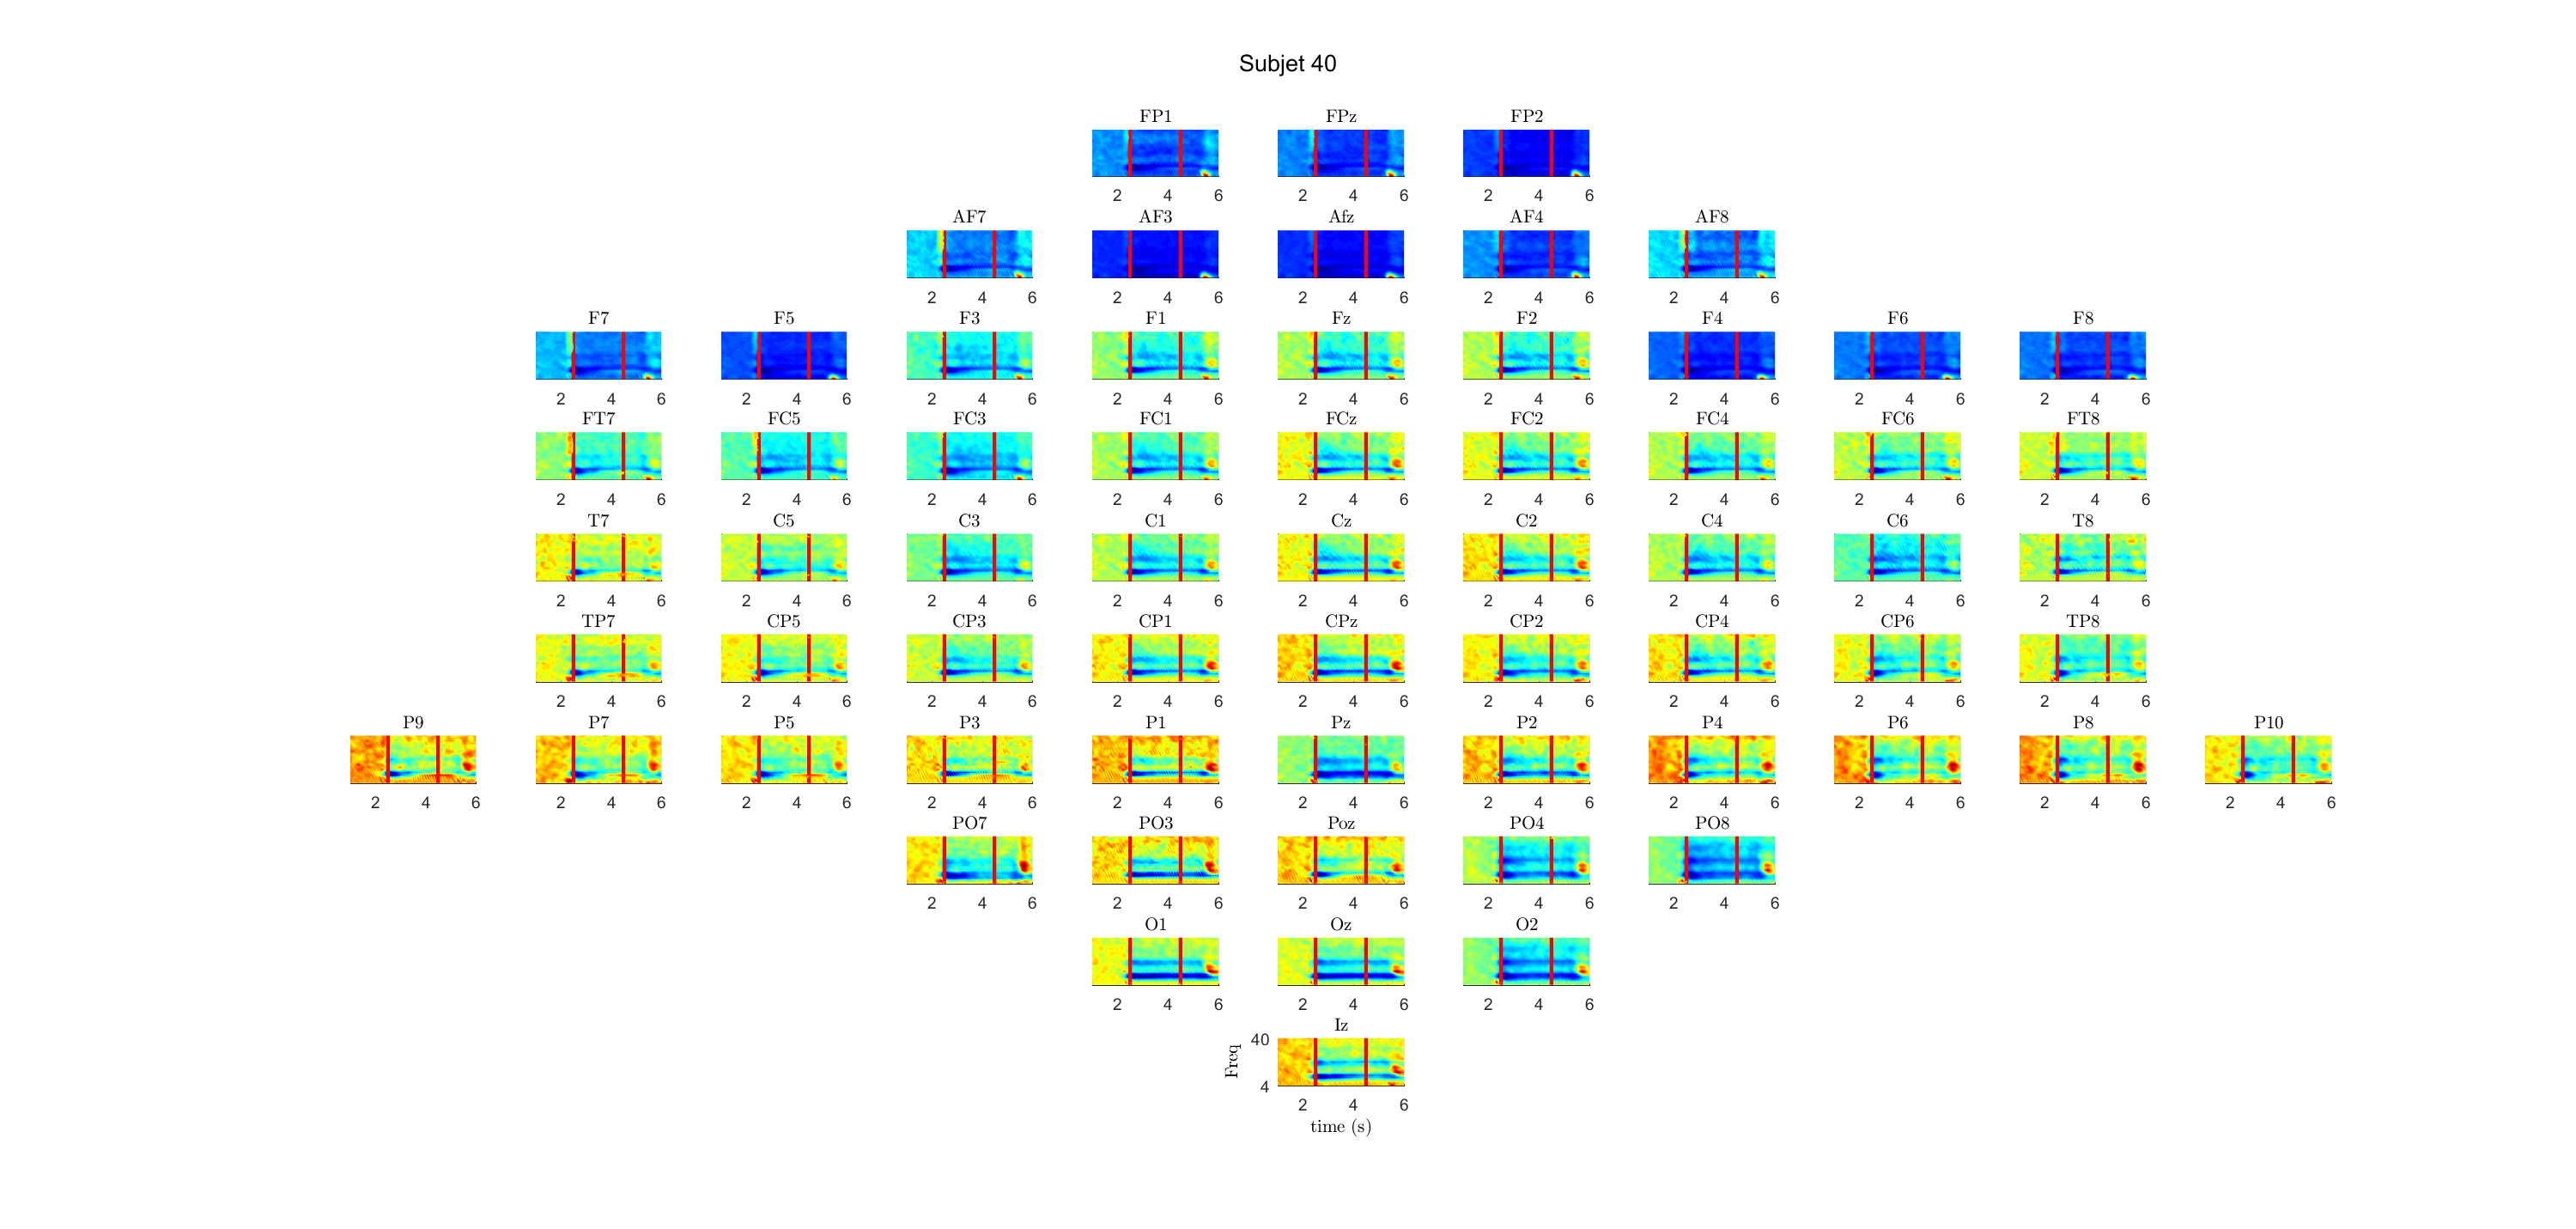 Subjet 40
FP1 FPz FP2
2 4 6 2 4 6 2 4 6
AF7 AF3 Afz AF4 AF8
2 4 6 2 4 6 2 4 6 2 4 6 2 4 6
F7 F5 F3 F1 Fz F2 F4 F6 F8
2 4 6 2 4 6 2 4 6 2 4 6 2 4 6 2 4 6 2 4 6 2 4 6 2 4 6
FT7 FC5 FC3 FC1 FCz FC2 FC4 FC6 FT8
2 4 6 2 4 6 2 4 6 2 4 6 2 4 6 2 4 6 2 4 6 2 4 6 2 4 6
T7 C5 C3 C1 Cz C2 C4 C6 T8
2 4 6 2 4 6 2 4 6 2 4 6 2 4 6 2 4 6 2 4 6 2 4 6 2 4 6
TP7 CP5 CP3 CP1 CPz CP2 CP4 CP6 TP8
2 4 6 2 4 6 2 4 6 2 4 6 2 4 6 2 4 6 2 4 6 2 4 6 2 4 6
P9 P7 P5 P3 P1 Pz P2 P4 P6 P8 P10
2 4 6 2 4 6 2 4 6 2 4 6 2 4 6 2 4 6 2 4 6 2 4 6 2 4 6 2 4 6 2 4 6
PO7 PO3 Poz PO4 PO8
2 4 6 2 4 6 2 4 6 2 4 6 2 4 6
O1 Oz O2
2 4 6 2 4 6 2 4 6
Iz
40
Freq
4
2 4 6
time (s)